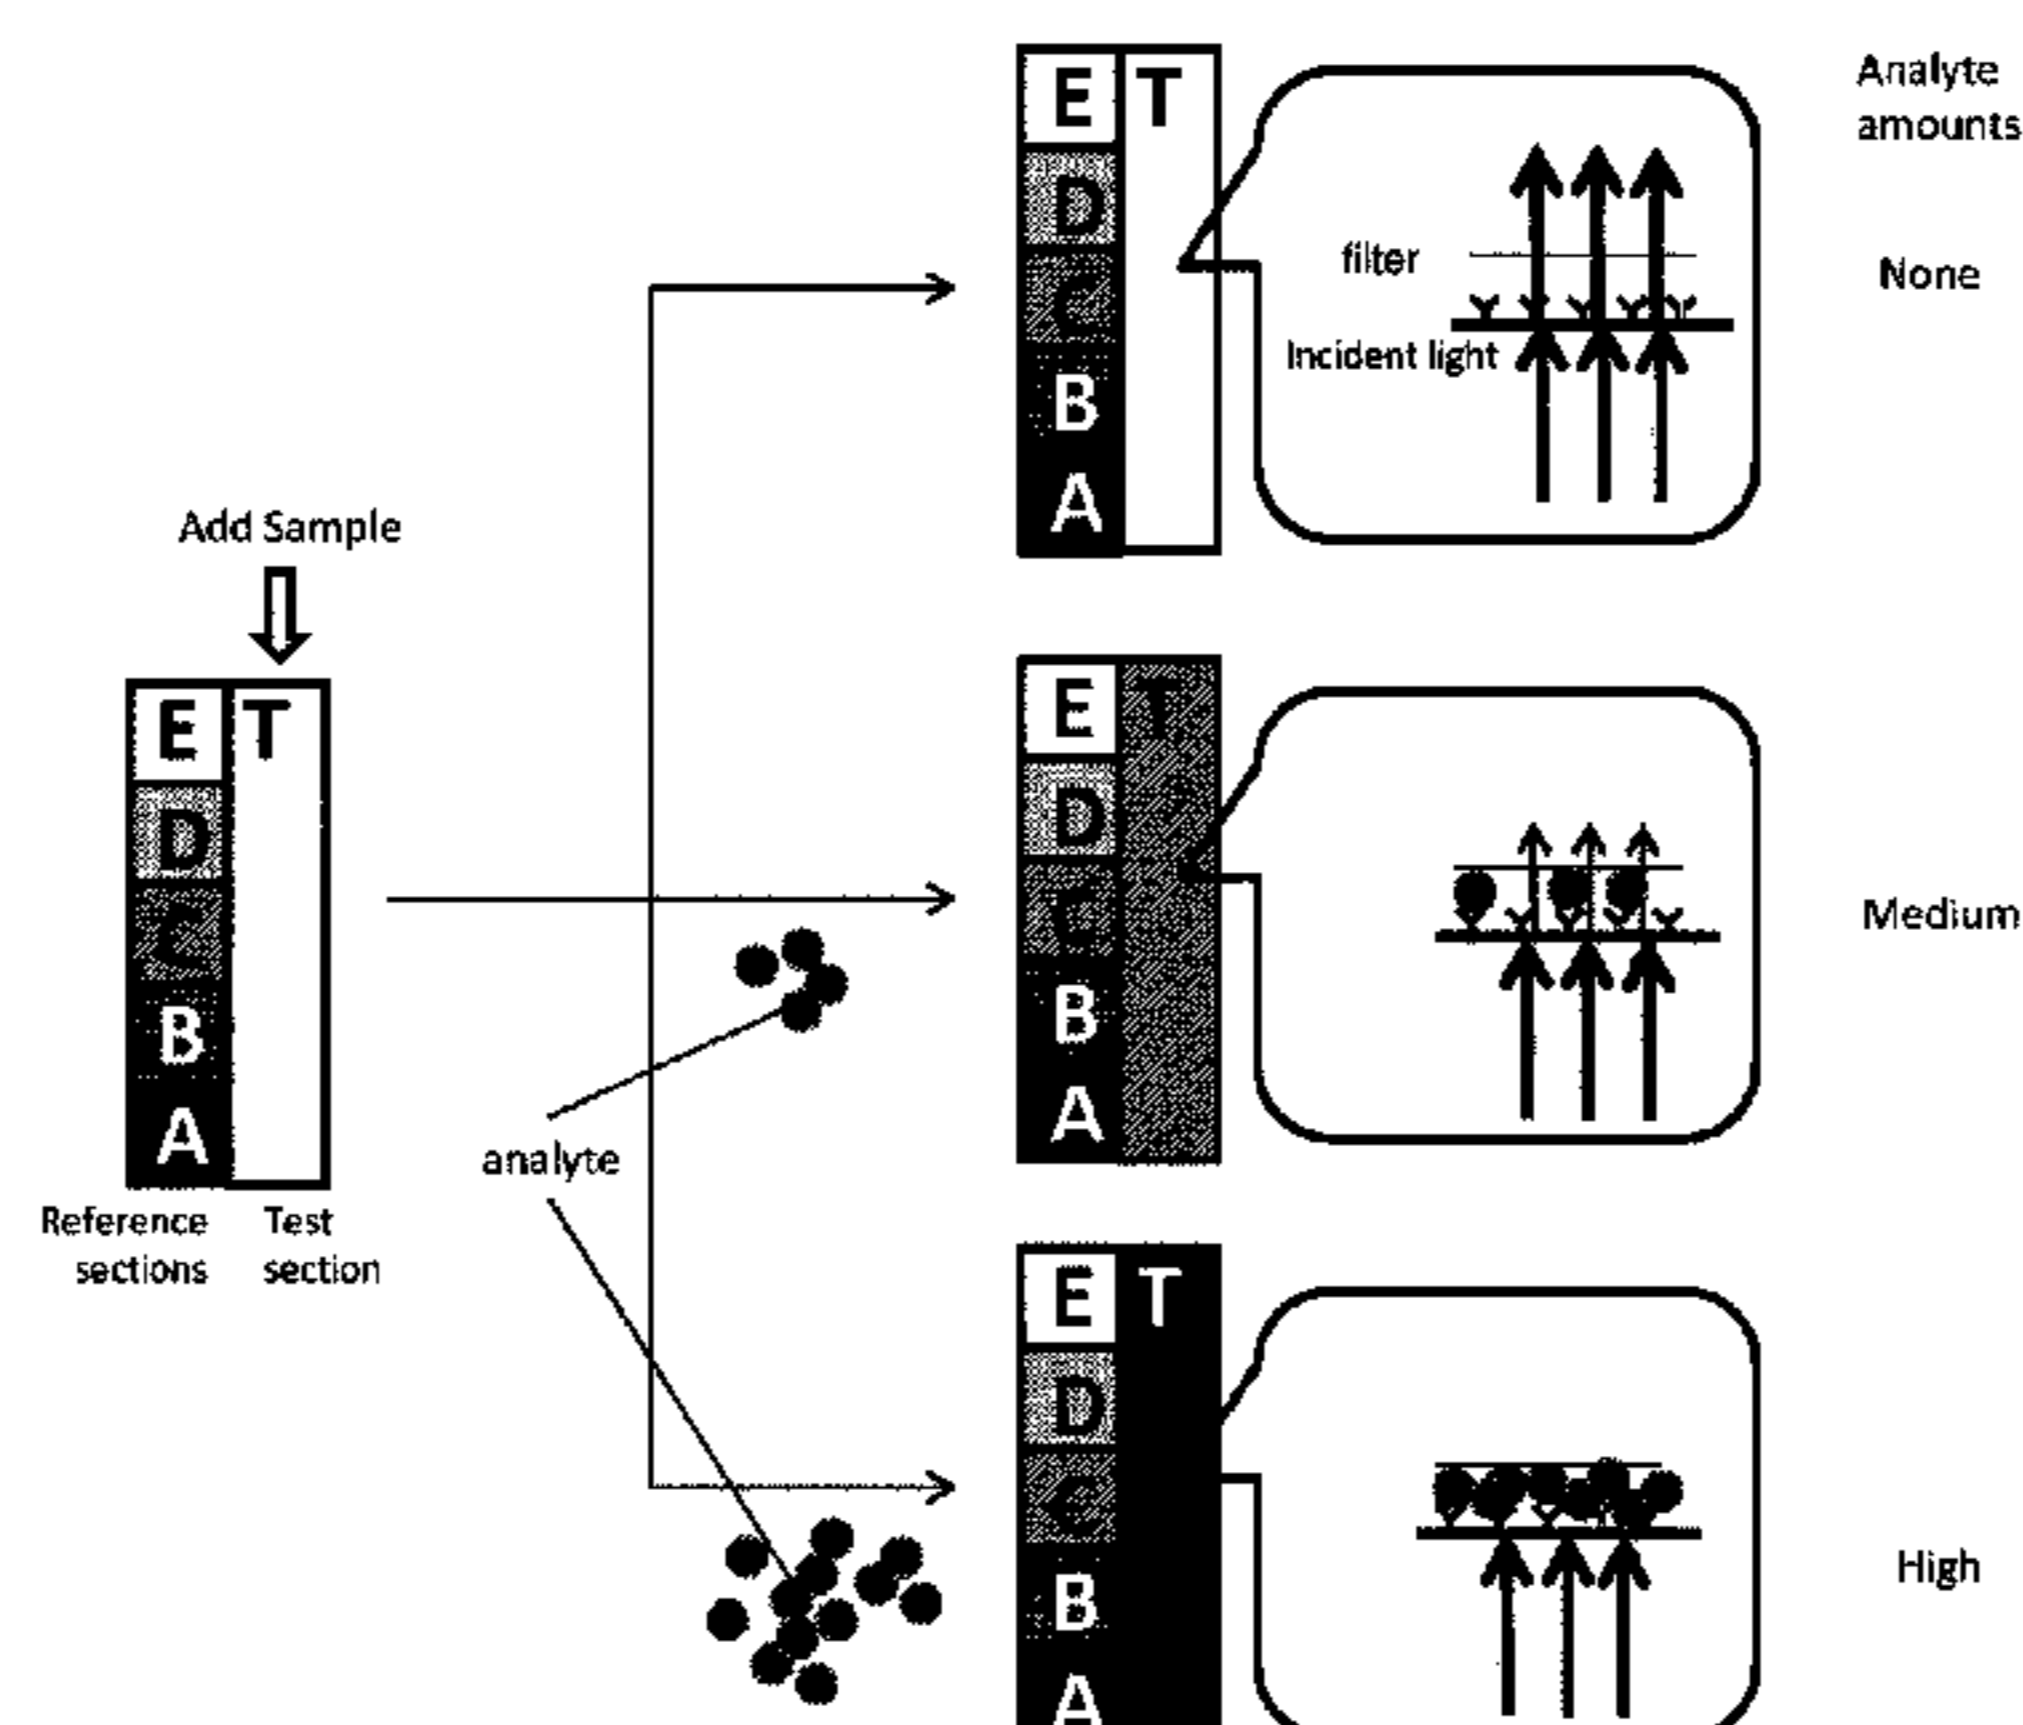 Analyte
amounts
E T
D
C
B
A
filter
Incident light
None
Add Sample
E T
D
C
B
A
Reference
sections
Test
section
analyte
E T
D
C
B
A
Medium
E T
D
C
B
A
High